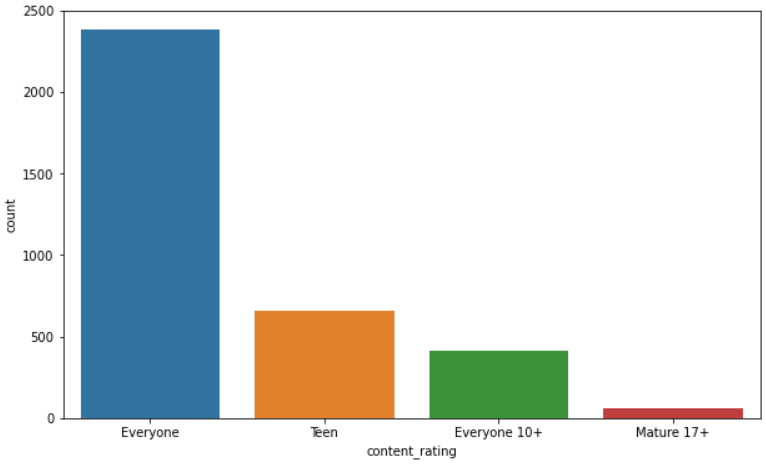 2500
2000
1500
1000
500
0
count
Everyone
Teen
Everyone 10+
Mature 17+
content_rating